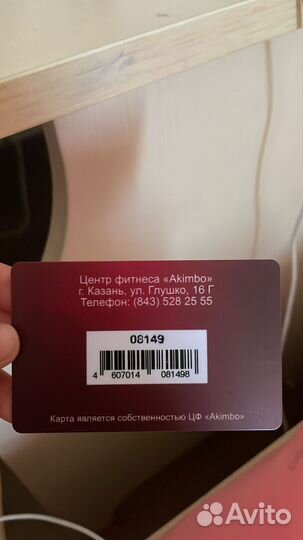 Центр фитнеса «Akimbo»
г. Казань, ул. Глушко, 16 Г
Телефон: (843) 528 25 55
08149
4 607014 081498
Карта является собственностью ЦФ «Akimbo»
Avito